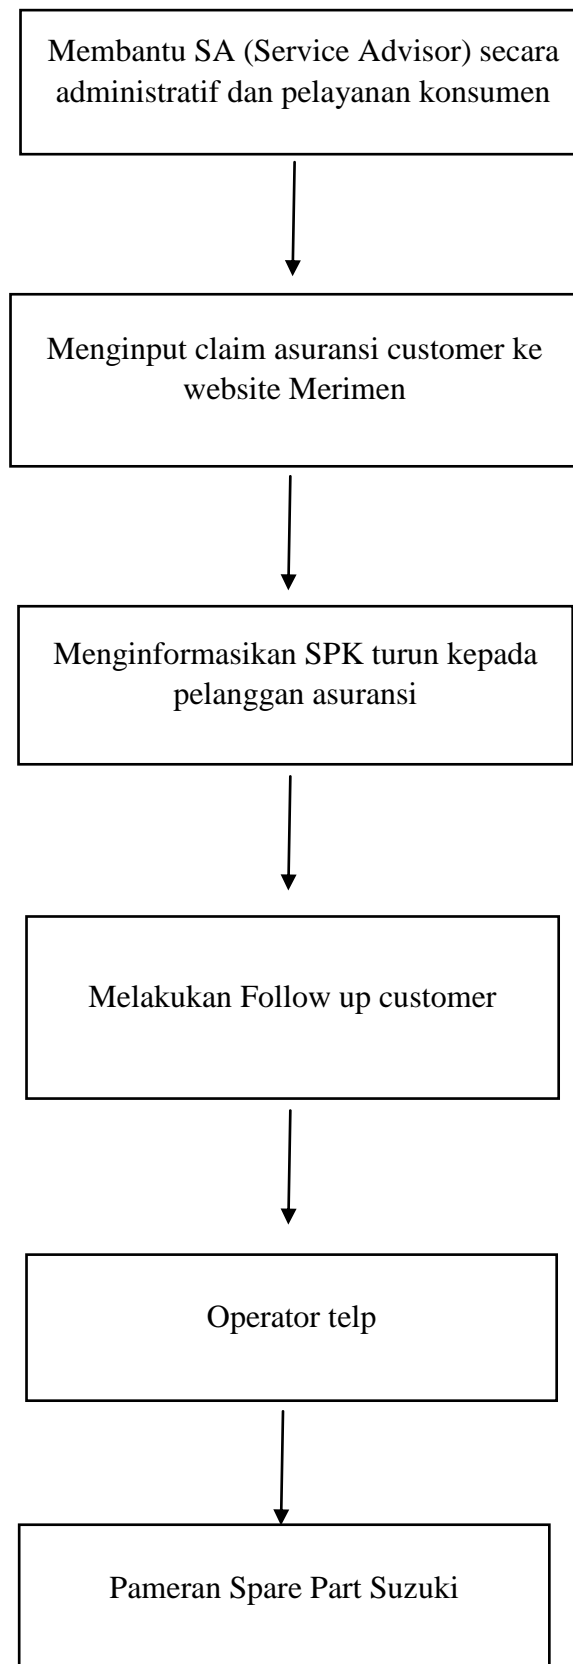 Membantu SA (Service Advisor) secara
administratif dan pelayanan konsumen
Menginput claim asuransi customer ke
website Merimen
Menginformasikan SPK turun kepada
pelanggan asuransi
Melakukan Follow up customer
Operator telp
Pameran Spare Part Suzuki